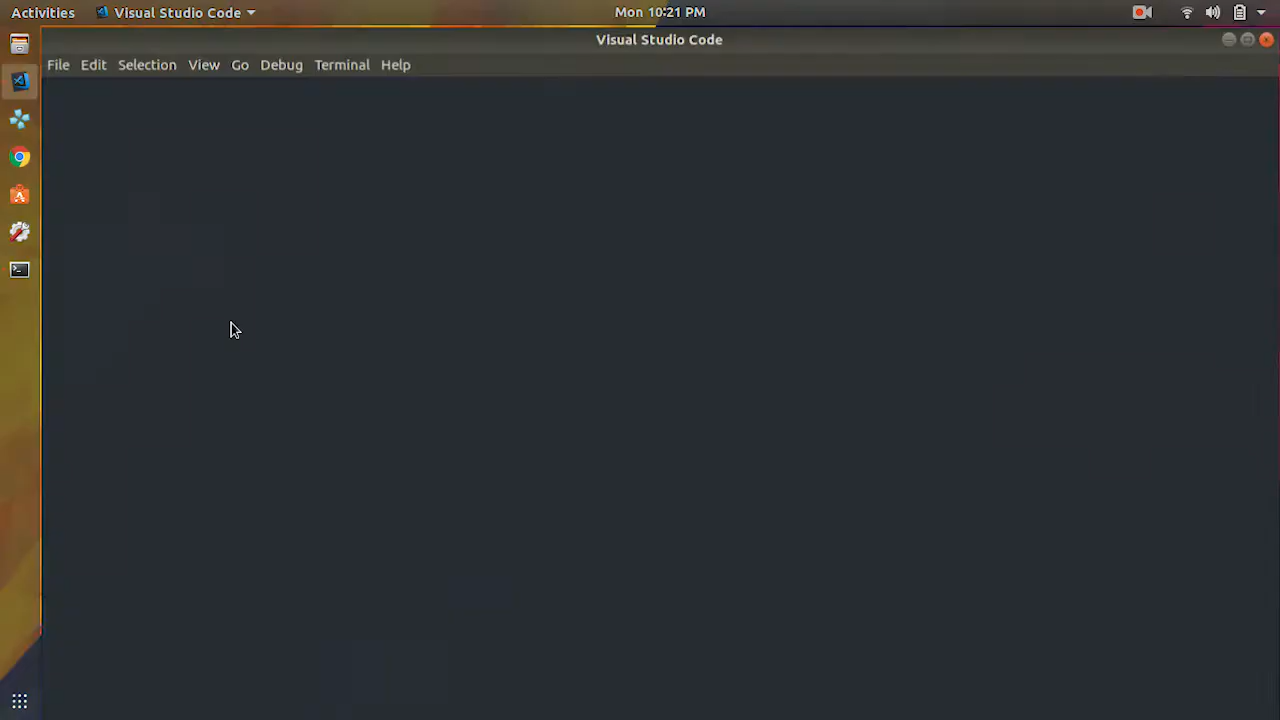 Activities
Visual Studio Code
Mon 10:21 PM
Visual Studio Code
File Edit Selection View Go Debug Terminal Help